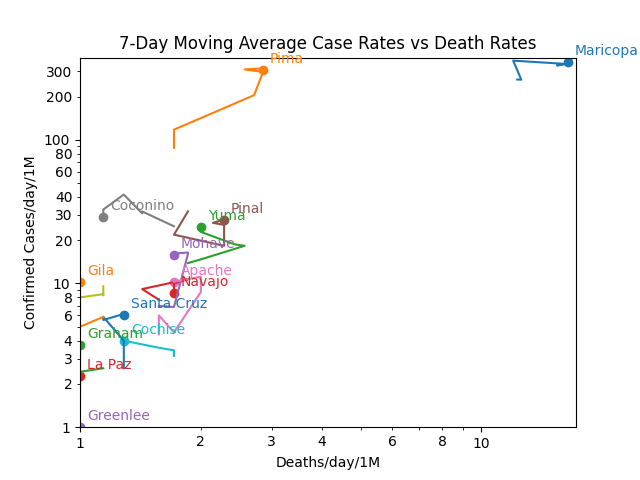 7-Day Moving Average Case Rates vs Death Rates
Maricopa
Pima
300
200
100
80
60
40
30
20
10
8
6
4
3
2
1
Confirmed Cases/day/1M
Coconino
Pinal
Yuma
Mohave
Apache
Gila
Navajo
Santa Cruz
Cochise
Graham
La Paz
Greenlee
1
2
3
4
6
8
10
Deaths/day/1M